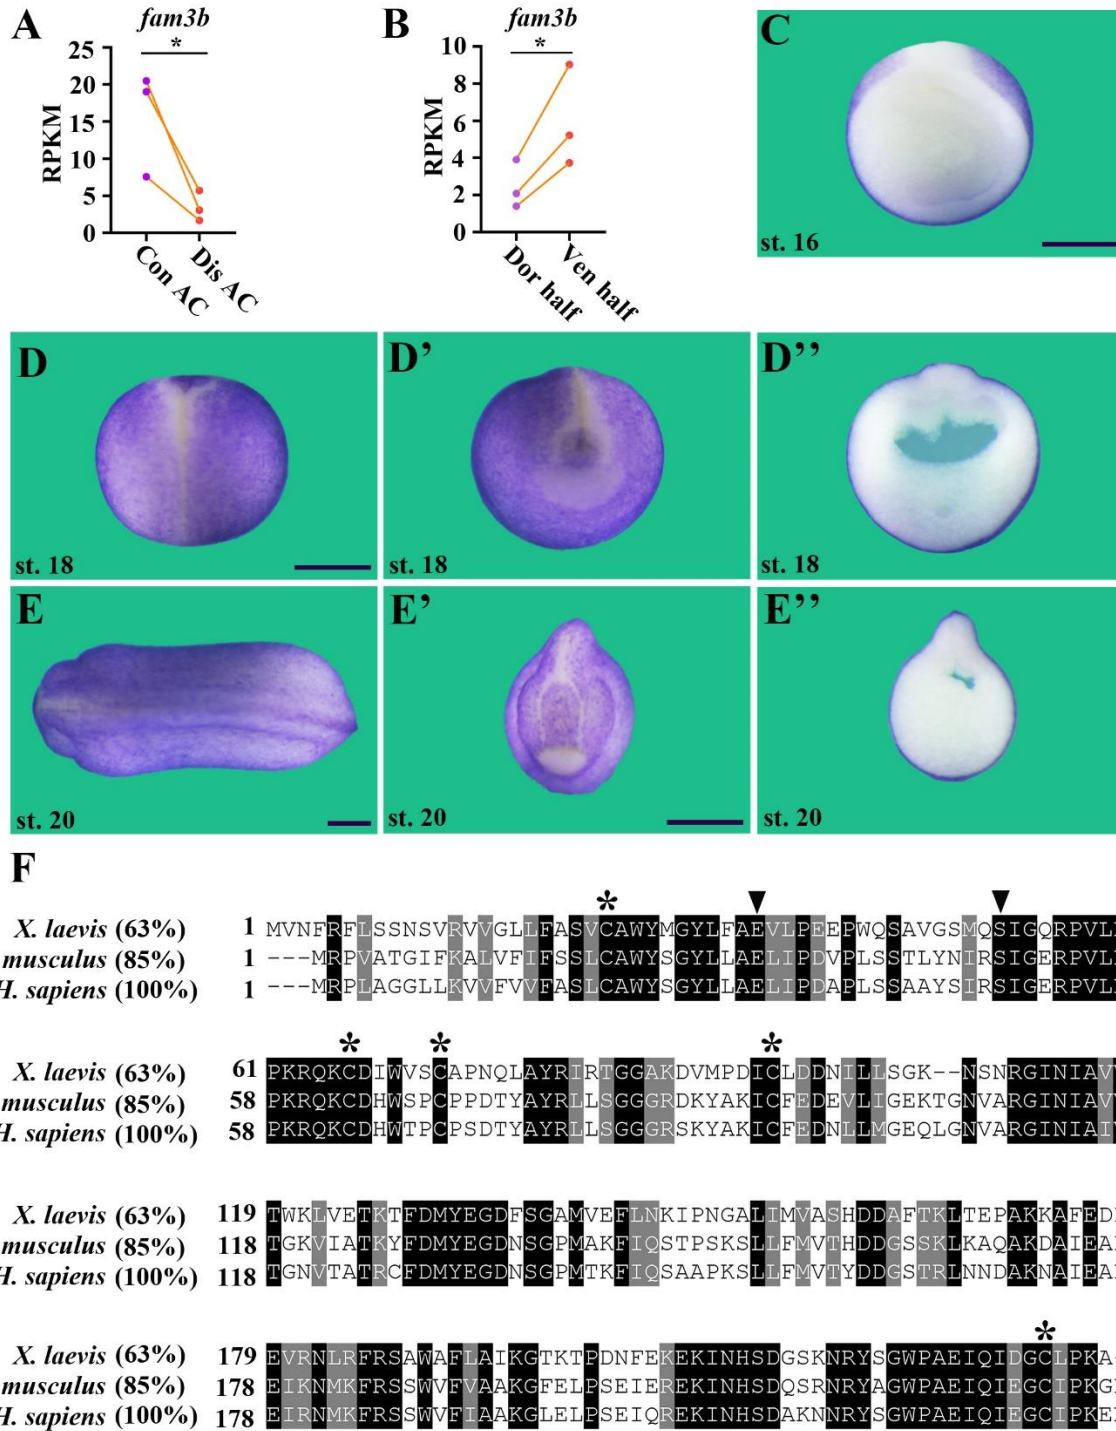 A
fam3b
*
RPKM
25
20
15
10
5
0
Con AC
Dis AC
B
fam3b
*
RPKM
10
8
6
4
2
0
Dor half
Ven half
C
st. 16
D
st. 18
D’
st. 18
D’’
st. 18
E
st. 20
E’
st. 20
E’’
st. 20
F
*
X. laevis (63%) 1 MVNFRFLSSNSVRVVGLLFASVCAWYMGYLFAEVLPEEPWQSAVGSMQSIGQRPVL
musculus (85%) 1 ---MRPVATGIFKALVFIFSSLCAWYSGYLLAELIPDVPLSSTLYNIRSIGERPVL
H. sapiens (100%) 1 ---MRPLAGGLLKVVFVVFASLCAWYSGYLLAELIPDAPLSSAAYSIRSIGERPVL
* * *
X. laevis (63%) 61 PKRQKCDIWVSCAPNQLAYRIRTGGAKDVMPDICLDDNILLSGK--NSNRGINIAV
musculus (85%) 58 PKRQKCDHWSPCPPDTYAYRLLSGGGRDKYAKICFEDEVLIGEKTGNVARGINIAV
H. sapiens (100%) 58 PKRQKCDHWTPCPSDTYAYRLLSGGGRSKYAKICFEDNLLMGEQLGNVARGINIAI
X. laevis (63%) 119 TWKLVETKTFDMYEGDFSGAMVEFLNKIPNGALIMVASHDDAFTKLTEPAKKAFED
musculus (85%) 118 TGKVIATKYFDMYEGDNSGPMAKFIQSTPSKSLLFMVTHDDGSSKLKAQAKDAIEA
H. sapiens (100%) 118 TGNVTATRCFDMYEGDNSGPMTKFIQSAAPKSLLFMVTYDDGSTRLNNDAKNAIEA
*
X. laevis (63%) 179 EVRNLRFRSAWAFLAIKGTKTPDNFEKEKINHSDGSKNRYSGWPAEIQIDGCLPKA
musculus (85%) 178 EIKNMKFRSSWVFVAAKGFELPSEIEREKINHSDQSRNRYAGWPAEIQIEGCIPKG
H. sapiens (100%) 178 EIRNMKFRSSWVFIAAKGLELPSEIQREKINHSDAKNNRYSGWPAEIQIEGCIPKE